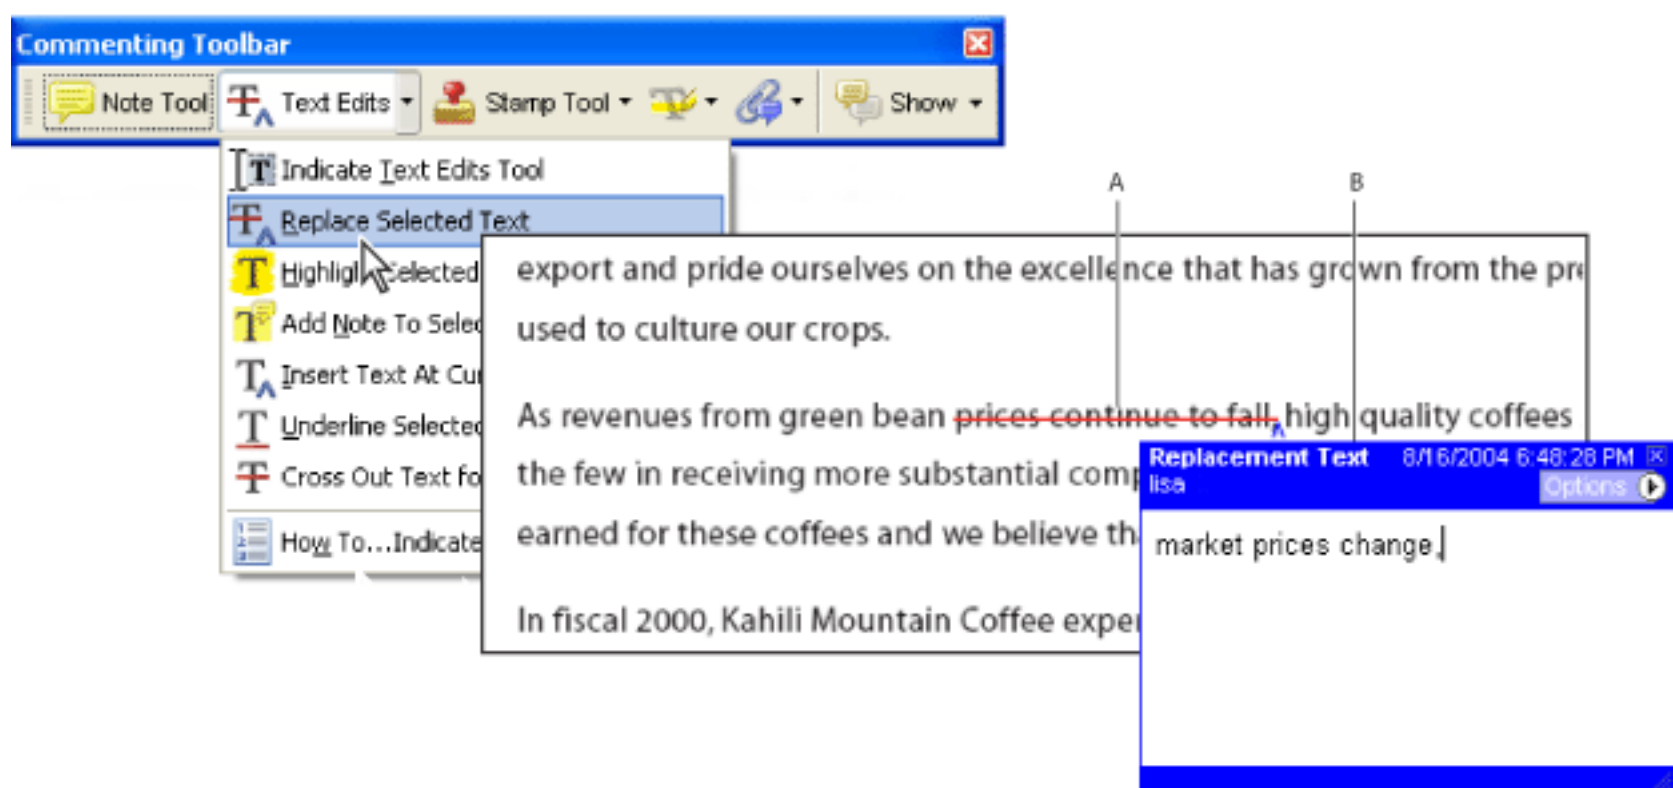 Commenting Toolbar
Note Tool Text Edits Stamp Tool Show
Indicate Text Edits Tool
Replace Selected Text
Highlight Selected
Add Note To Selec
Insert Text At Cu
Underline Selected
Cross Out Text fo
How To...Indicate
A B
export and pride ourselves on the excellence that has grown from the pre
used to culture our crops.
As revenues from green bean prices continue to fall, high quality coffees
the few in receiving more substantial comp
earned for these coffees and we believe tha
In fiscal 2000, Kahili Mountain Coffee exper
Replacement Text 8/16/2004 6:48:28 PM
lisa
Options
market prices change,